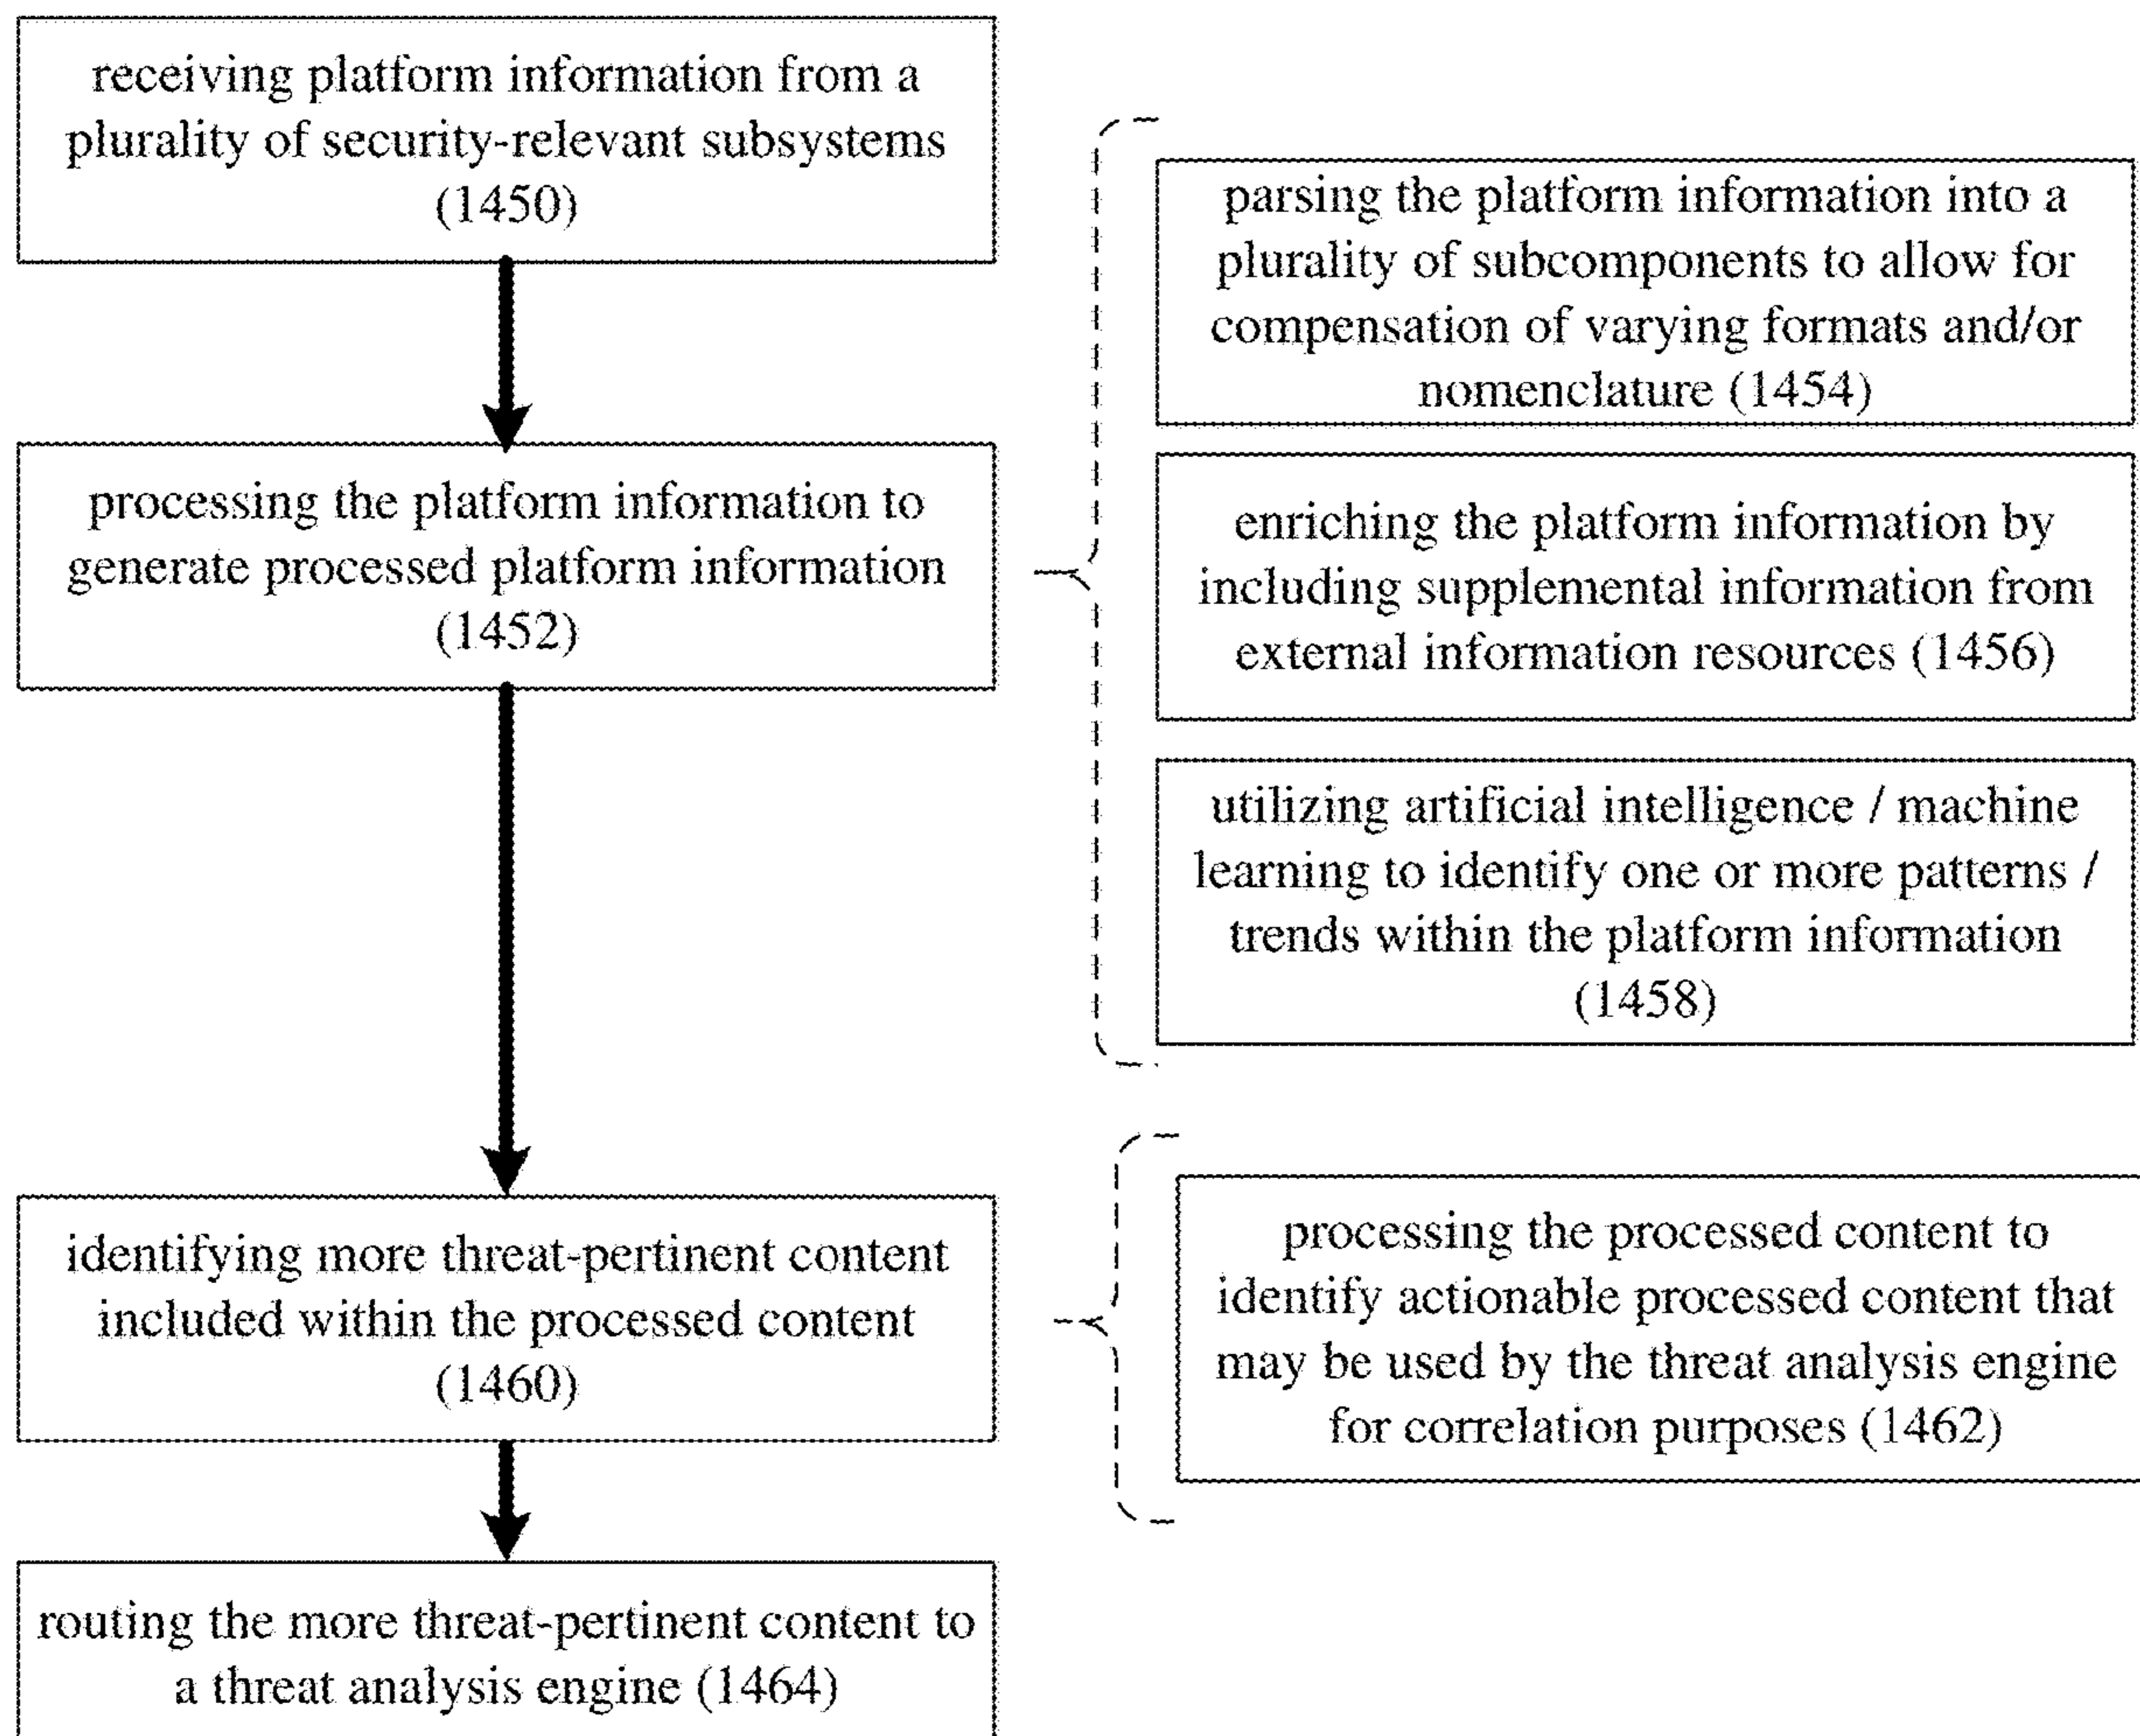 receiving platform information from a
plurality of security-relevant subsystems
(1450)
processing the platform information to
generate processed platform information
(1452)
parsing the platform information into a
plurality of subcomponents to allow for
compensation of varying formats and/or
nomenclature (1454)
enriching the platform information by
including supplemental information from
external information resources (1456)
utilizing artificial intelligence / machine
learning to identify one or more patterns /
trends within the platform information
(1458)
identifying more threat-pertinent content
included within the processed content
(1460)
processing the processed content to
identify actionable processed content that
may be used by the threat analysis engine
for correlation purposes (1462)
routing the more threat-pertinent content to
a threat analysis engine (1464)